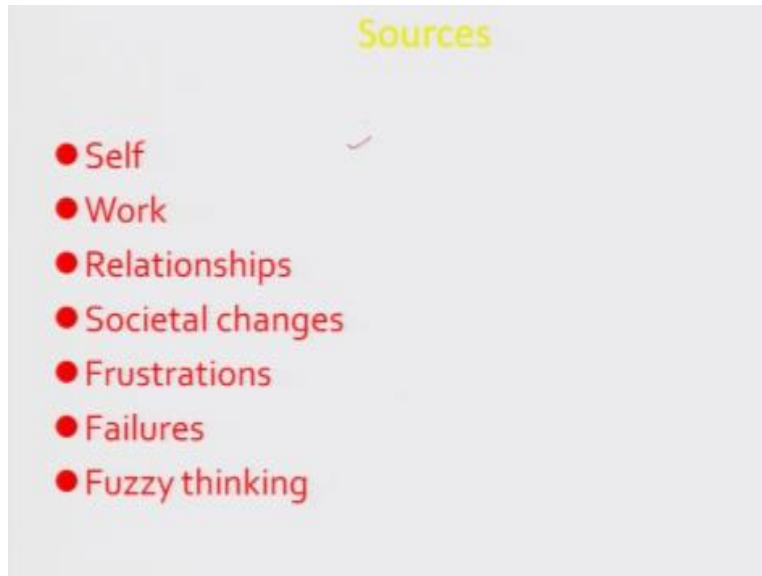 Sources
● Self
● Work
● Relationships
● Societal changes
● Frustrations
● Failures
● Fuzzy thinking